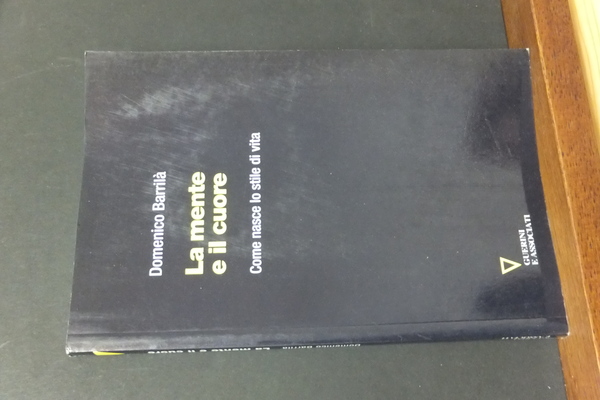 Domenico Barrilà
La mente
e il cuore
Come nasce lo stile di vita
GUERINI
E ASSOCIATI